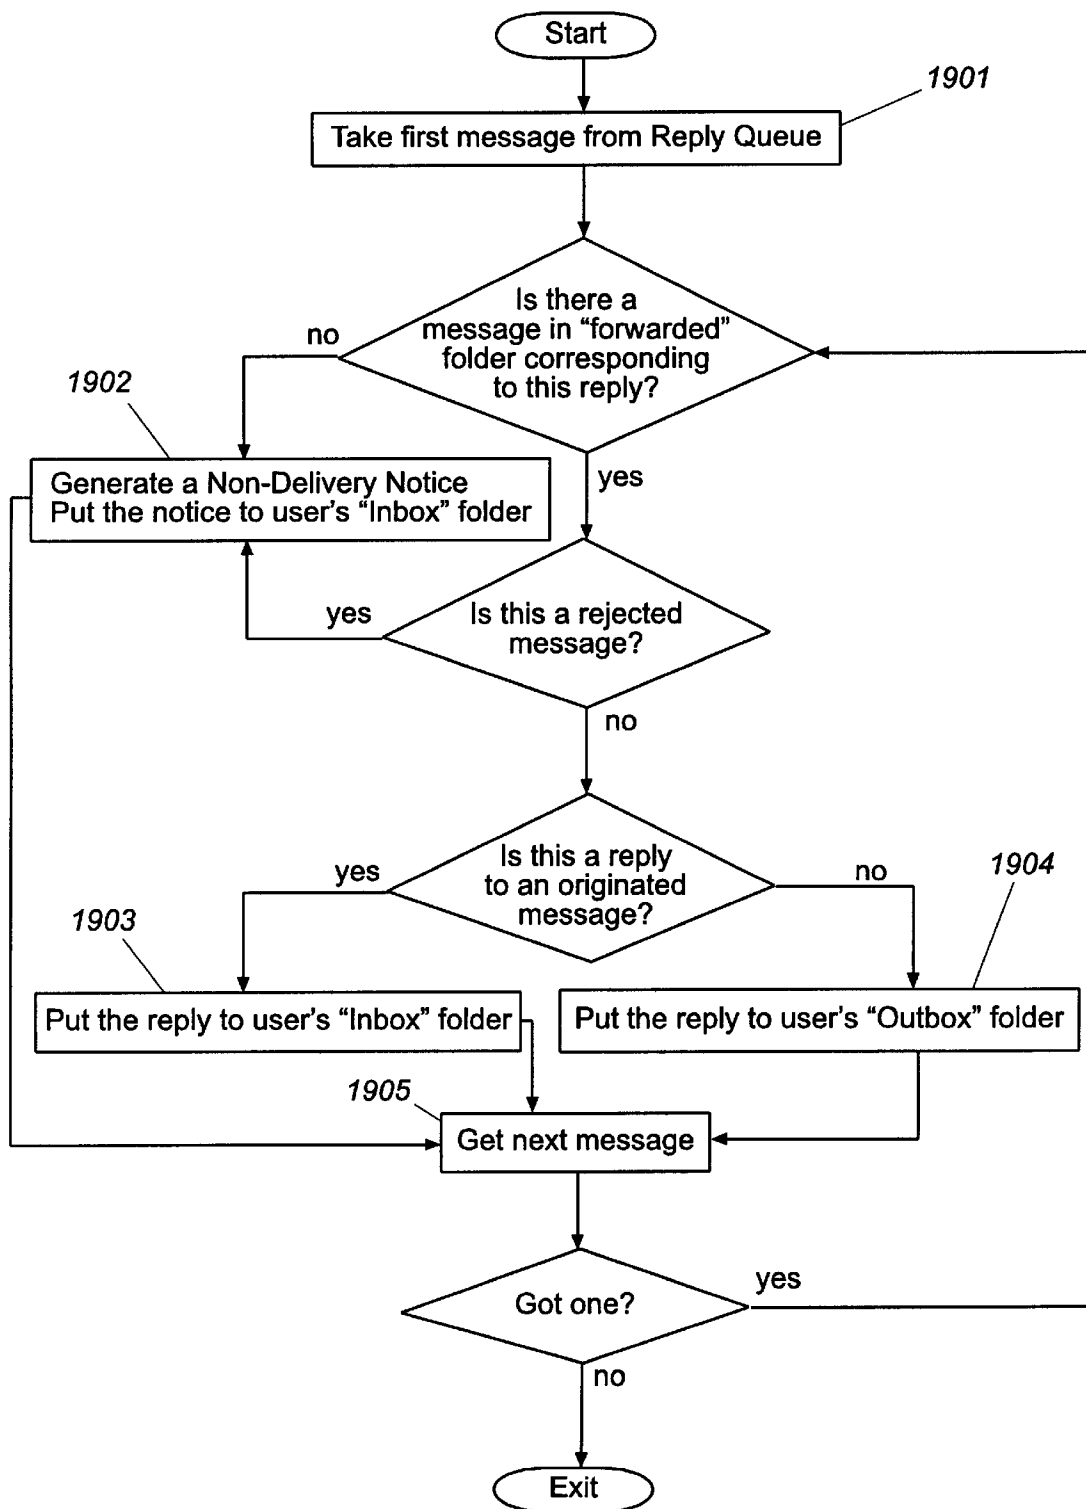 Start
1901
Take first message from Reply Queue
Is there a
message in “forwarded”
folder corresponding
to this reply?
no
1902
yes
Generate a Non-Delivery Notice
Put the notice to user's “Inbox” folder
yes
Is this a rejected
message?
no
Is this a reply
to an originated
message?
yes
no
1904
1903
Put the reply to user's “Inbox” folder
Put the reply to user's “Outbox” folder
1905
Get next message
Got one?
yes
no
Exit